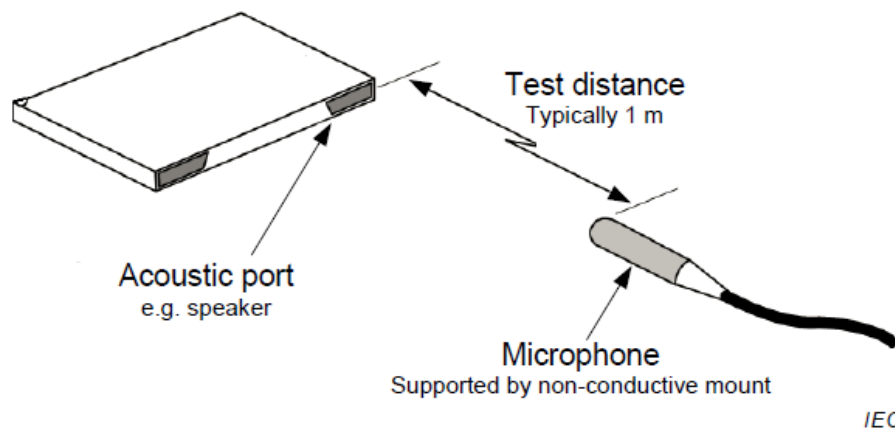 Test distance
Typically 1 m
Acoustic port
e.g. speaker
Microphone
Supported by non-conductive mount
IEC